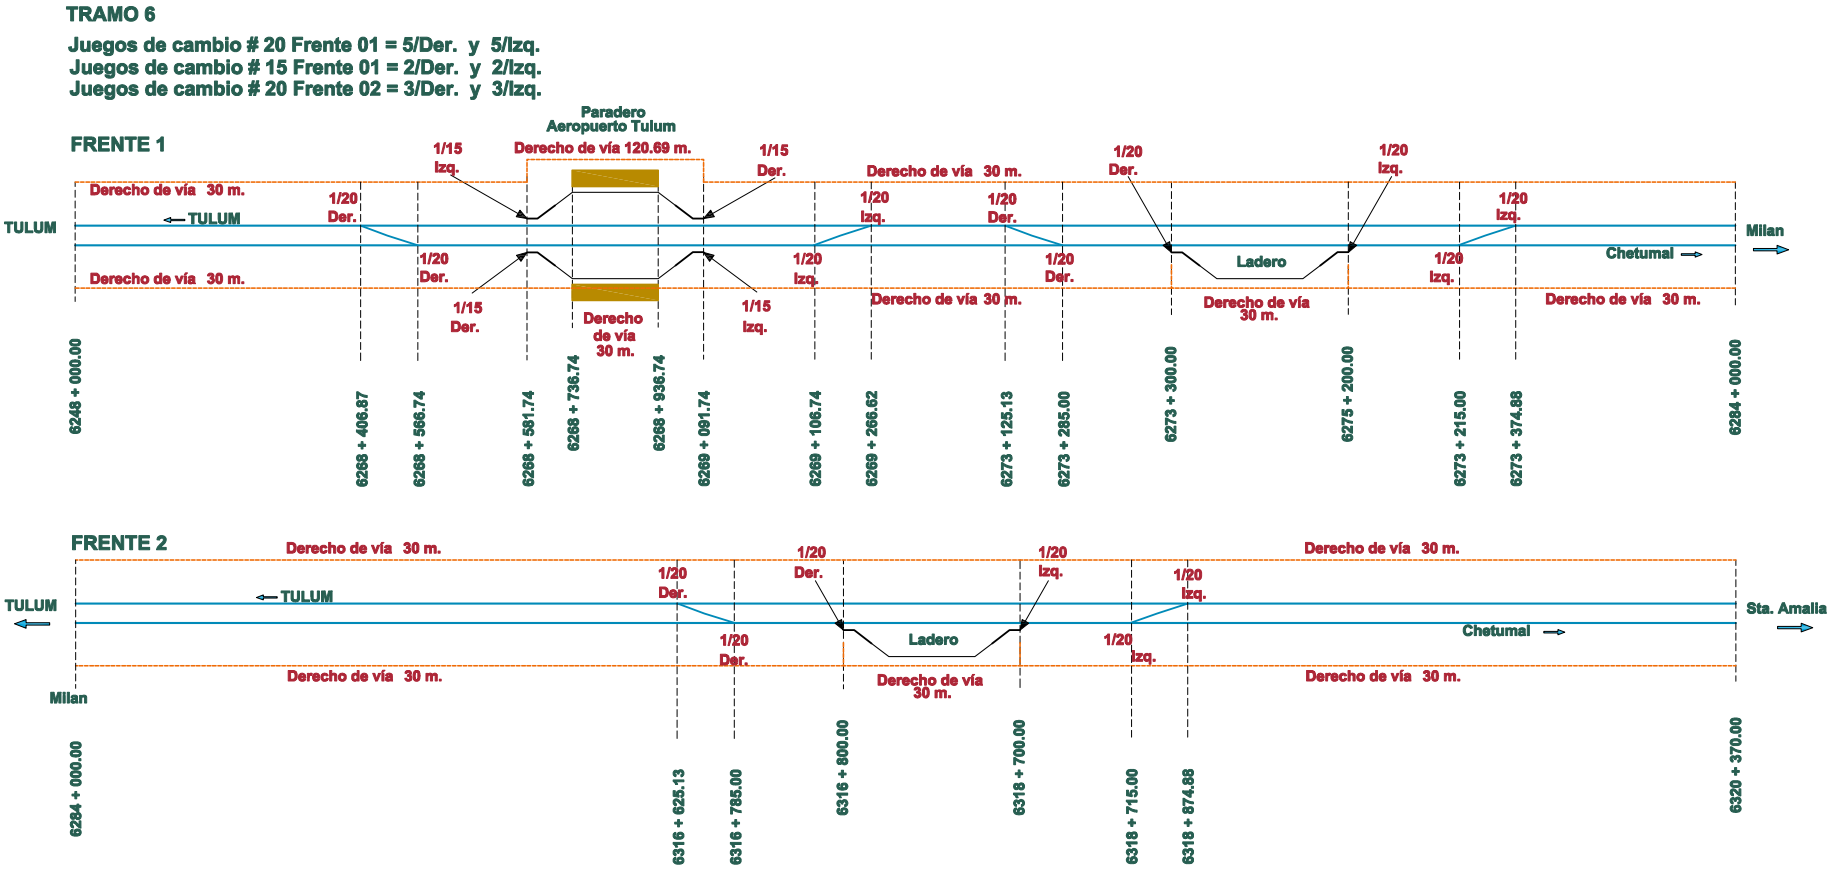 TRAMO 6
Juegos de cambio # 20 Frente 01 = 5/Der. y 5/Izq.
Juegos de cambio # 15 Frente 01 = 2/Der. y 2/Izq.
Juegos de cambio # 20 Frente 02 = 3/Der. y 3/Izq.
FRENTE 1
Paradero
Aeropuerto Tulum
Derecho de vía 120.69 m.
1/15
Izq.
1/15
Der.
1/20
Der.
1/20
Izq.
Derecho de vía 30 m.
Derecho de vía 30 m.
1/20
Der.
1/20
Izq.
1/20
Der.
1/20
Izq.
TULUM
TULUM
Milan
Chetumal
1/20
Der.
1/20
Izq.
1/20
Der.
Ladero
1/20
Izq.
Derecho de vía 30 m.
1/15
Der.
Derecho
de vía
30 m.
1/15
Izq.
Derecho de vía 30 m.
Derecho de vía
30 m.
Derecho de vía 30 m.
6248 + 000.00
6268 + 406.87
6268 + 566.74
6268 + 581.74
6268 + 736.74
6268 + 936.74
6269 + 091.74
6269 + 106.74
6269 + 266.62
6273 + 125.13
6273 + 285.00
6273 + 300.00
6275 + 200.00
6273 + 215.00
6273 + 374.88
6284 + 000.00
FRENTE 2
Derecho de vía 30 m.
1/20
Der.
1/20
Der.
1/20
Izq.
1/20
Izq.
Derecho de vía 30 m.
TULUM
TULUM
Sta. Amalia
Chetumal
1/20
Der.
Ladero
1/20
Izq.
Derecho de vía 30 m.
Derecho de vía
30 m.
Derecho de vía 30 m.
Milan
6284 + 000.00
6316 + 625.13
6316 + 785.00
6316 + 800.00
6318 + 700.00
6318 + 715.00
6318 + 874.88
6320 + 370.00